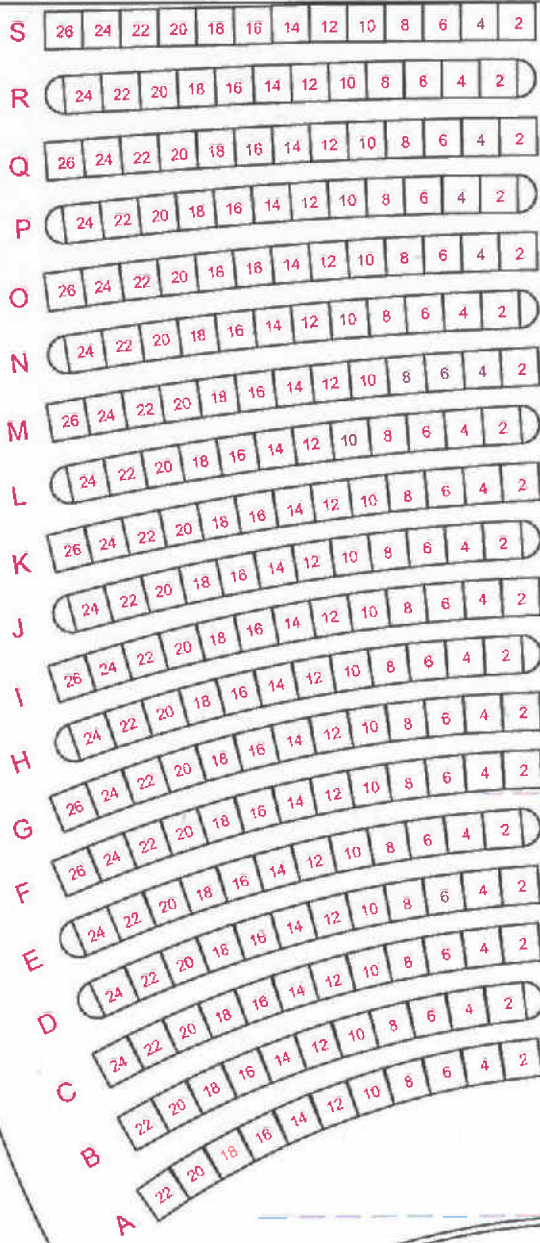 S 26 24 22 20 18 16 14 12 10 8 6 4 2
R 24 22 20 18 16 14 12 10 8 6 4 2
Q 26 24 22 20 18 16 14 12 10 8 6 4 2
P 24 22 20 18 16 14 12 10 8 6 4 2
O 26 24 22 20 18 16 14 12 10 8 6 4 2
N 24 22 20 18 16 14 12 10 8 6 4 2
M 26 24 22 20 18 16 14 12 10 8 6 4 2
L 24 22 20 18 16 14 12 10 8 6 4 2
K 26 24 22 20 18 16 14 12 10 8 6 4 2
J 24 22 20 18 16 14 12 10 8 6 4 2
I 26 24 22 20 18 16 14 12 10 8 6 4 2
H 24 22 20 18 16 14 12 10 8 6 4 2
G 26 24 22 20 18 16 14 12 10 8 6 4 2
F 26 24 22 20 18 16 14 12 10 8 6 4 2
E 24 22 20 18 16 14 12 10 8 6 4 2
D 24 22 20 18 16 14 12 10 8 6 4 2
C 24 22 20 18 16 14 12 10 8 6 4 2
B 22 20 18 16 14 12 10 8 6 4 2
A 22 20 18 16 14 12 10 8 6 4 2